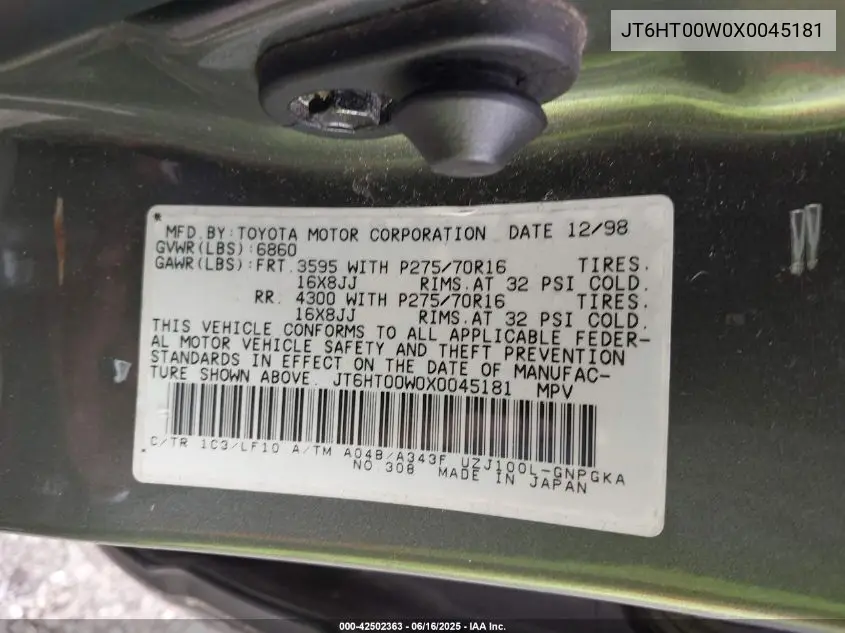 JT6HT00W0X0045181
* MFD.BY:TOYOTA MOTOR CORPORATION DATE 12/98
GVWR(LBS):6860
GAWR(LBS):FRT.3595 WITH P275/70R16 TIRES.
16X8JJ RIMS.AT 32 PSI COLD.
RR. 4300 WITH P275/70R16 TIRES.
16X8JJ RIMS.AT 32 PSI COLD.
THIS VEHICLE CONFORMS TO ALL APPLICABLE FEDER-
AL MOTOR VEHICLE SAFETY AND THEFT PREVENTION
STANDARDS IN EFFECT ON THE DATE OF MANUFAC-
TURE SHOWN ABOVE. JT6HT00W0X0045181 MPV
C/TR 1C3/LF10 A/TM A04B/A343F UZJ100L-GNPGKA
NO 308 MADE IN JAPAN
000-42502363 - 06/16/2025 - IAA Inc.